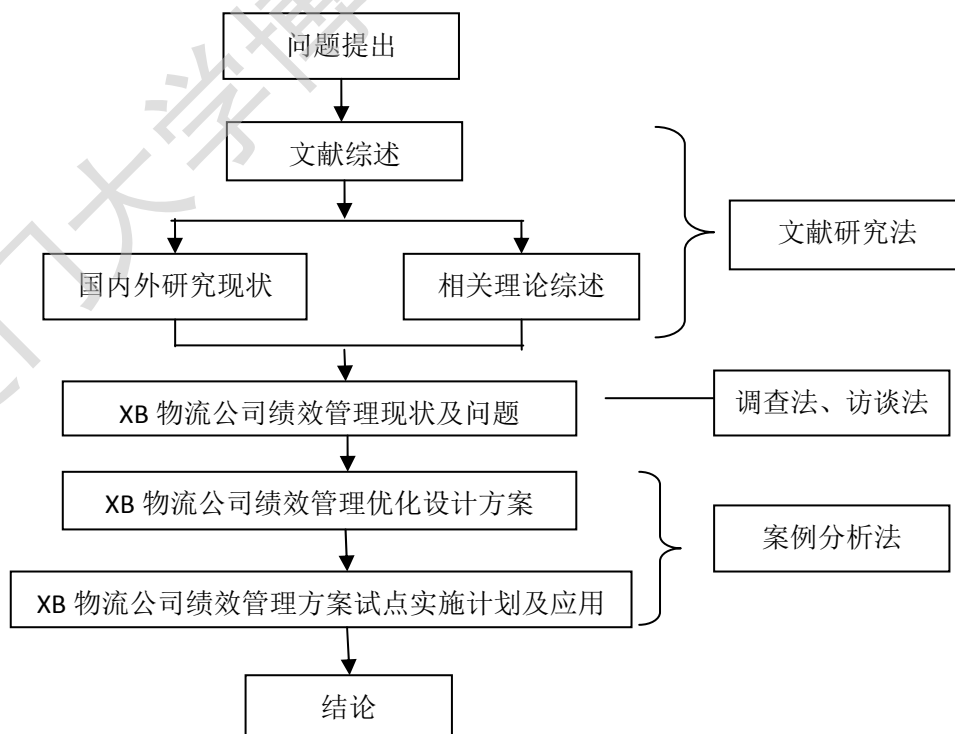 问题提出
文献综述
文献研究法
国内外研究现状
相关理论综述
XB 物流公司绩效管理现状及问题
调查法、访谈法
XB 物流公司绩效管理优化设计方案
案例分析法
XB 物流公司绩效管理方案试点实施计划及应用
结论
门大学博